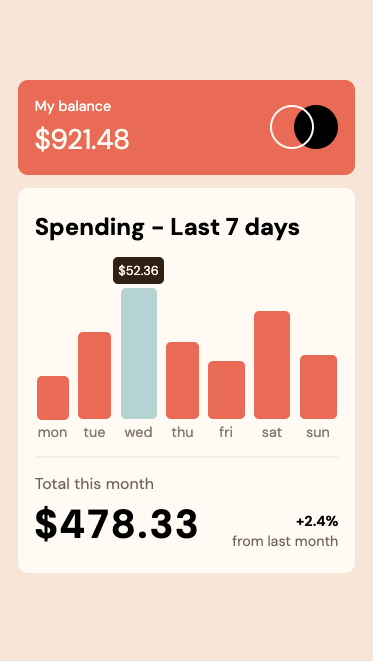 My balance
$921.48
Spending - Last 7 days
$52.36
mon tue wed thu fri sat sun
Total this month
$478.33
+2.4%
from last month